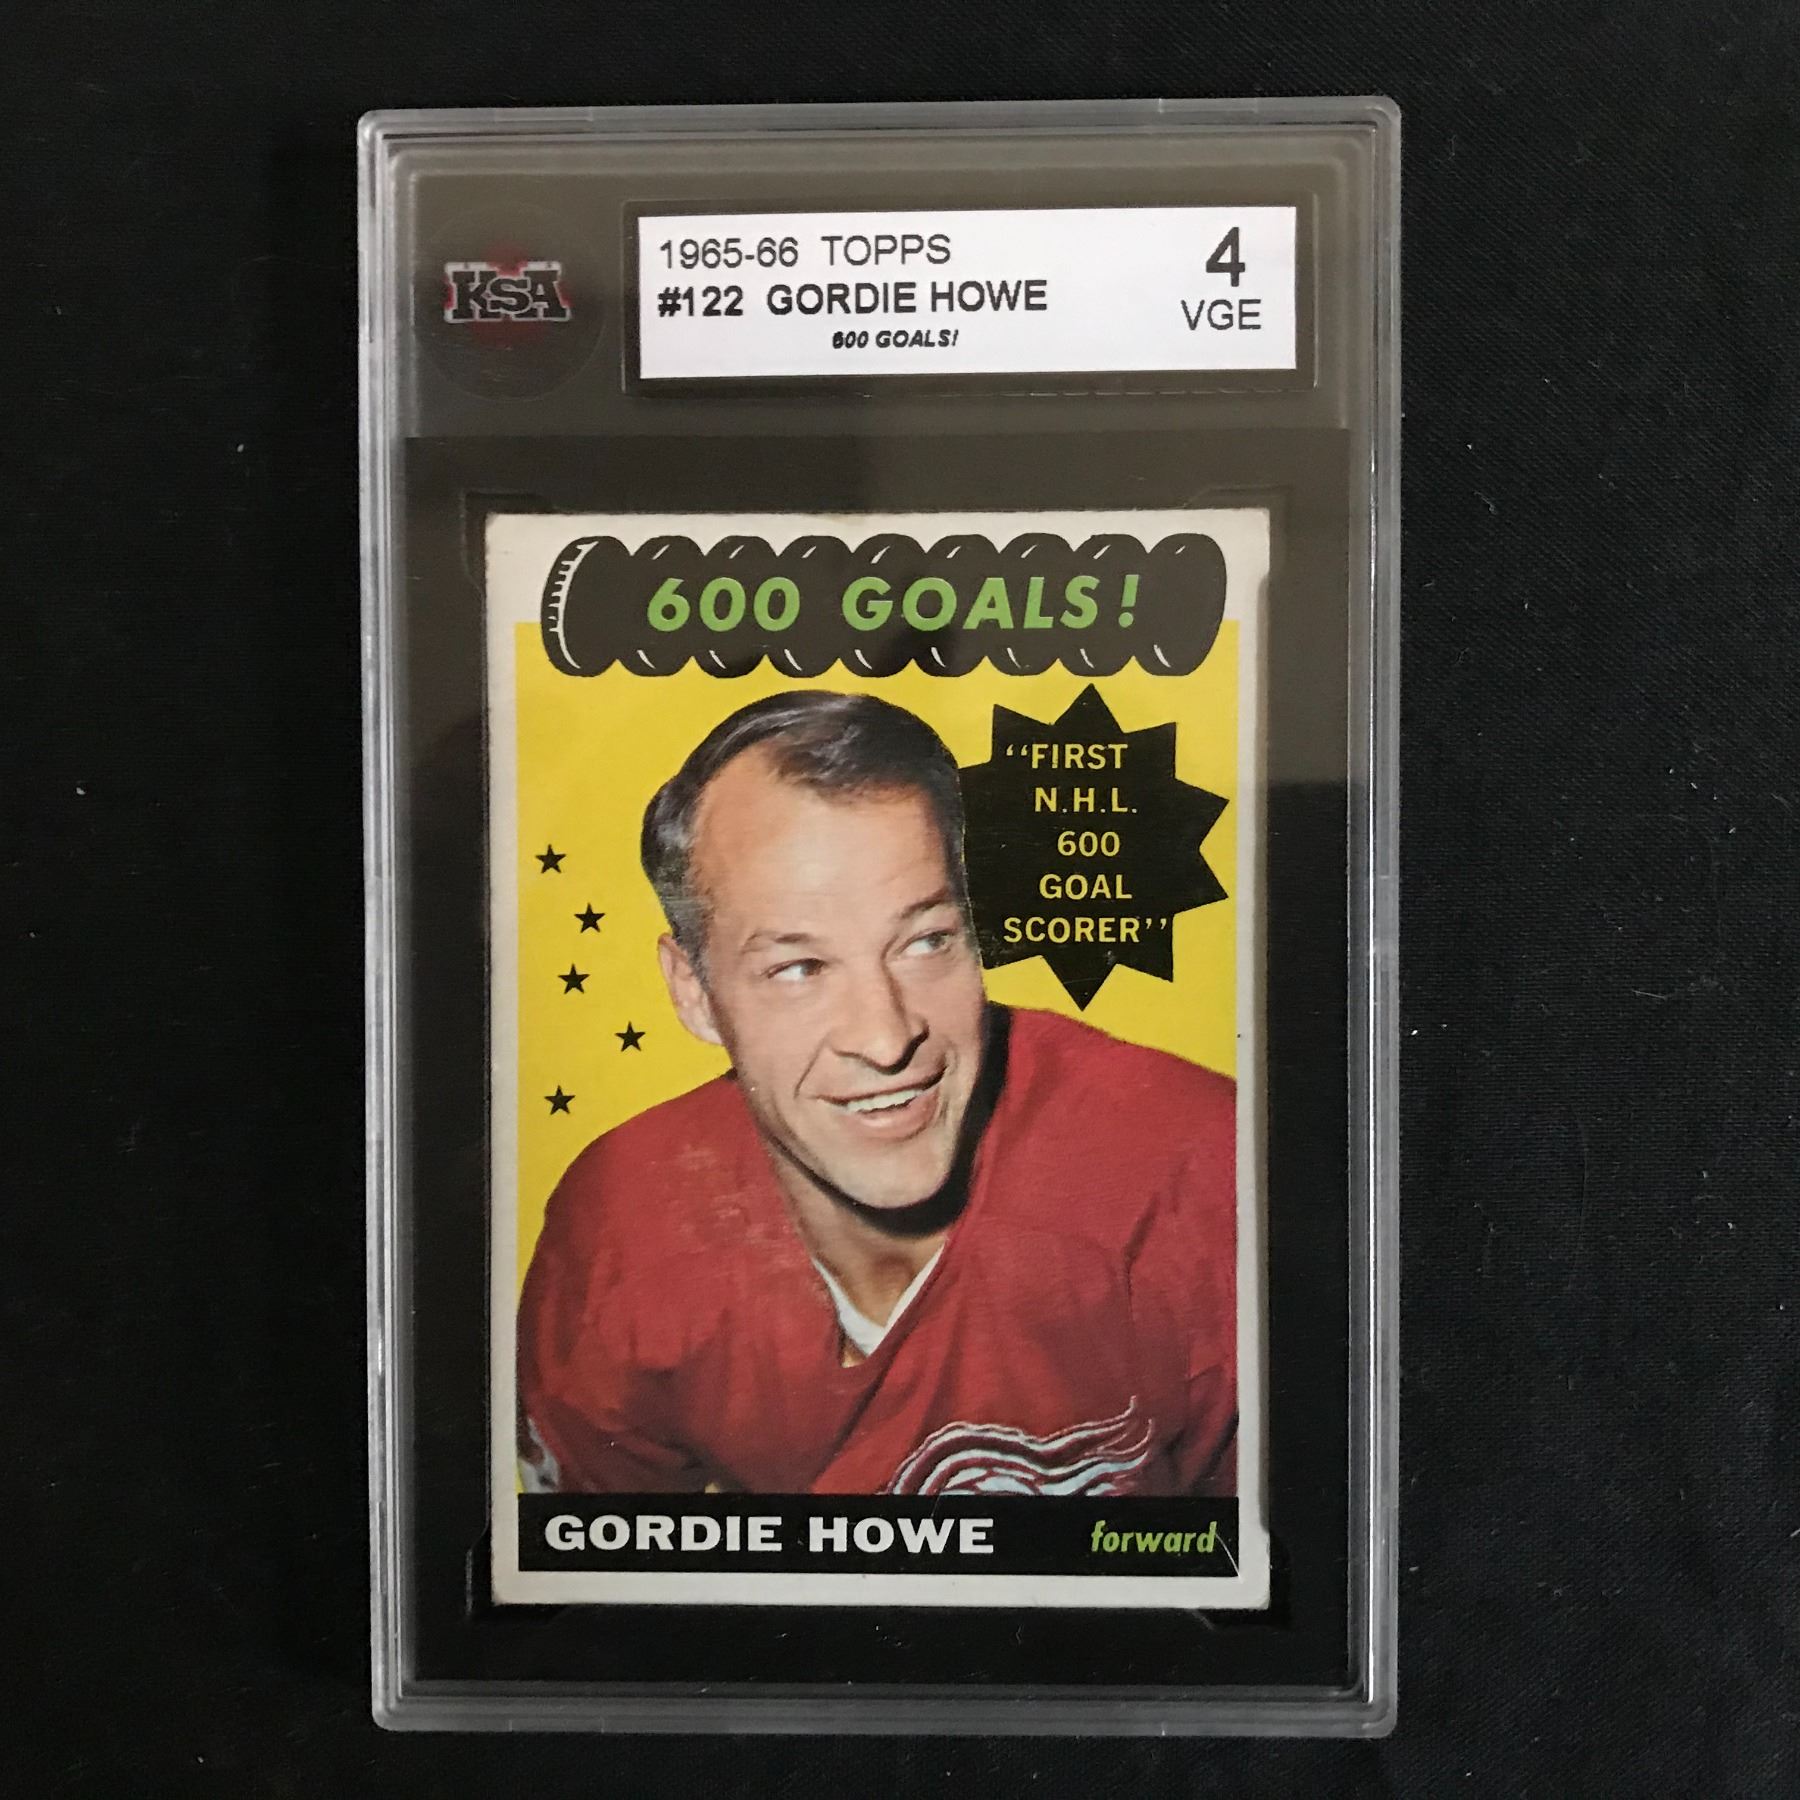 KSA
1965-66 TOPPS
#122 GORDIE HOWE
600 GOALS!
4
VGE
600 GOALS!
“FIRST
N.H.L.
600
GOAL
SCORER”
GORDIE HOWE forward